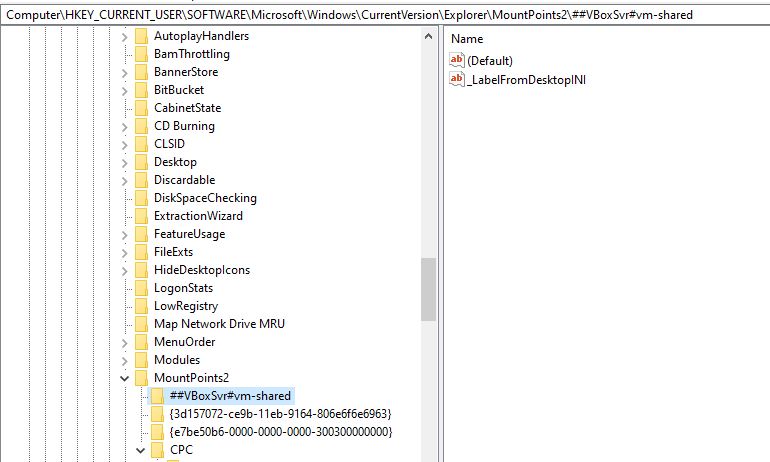 Computer\HKEY_CURRENT_USER\SOFTWARE\Microsoft\Windows\CurrentVersion\Explorer\MountPoints2\##VBoxSvr#vm-shared
AutoplayHandlers
BamThrottling
BannerStore
BitBucket
CabinetState
CD Burning
CLSID
Desktop
Discardable
DiskSpaceChecking
ExtractionWizard
FeatureUsage
FileExts
HideDesktopIcons
LogonStats
LowRegistry
Map Network Drive MRU
MenuOrder
Modules
MountPoints2
##VBoxSvr#vm-shared
{3d157072-ce9b-11eb-9164-806e6f6e6963}
{e7be50b6-0000-0000-0000-300300000000}
CPC
Name
ab (Default)
ab _LabelFromDesktopINI